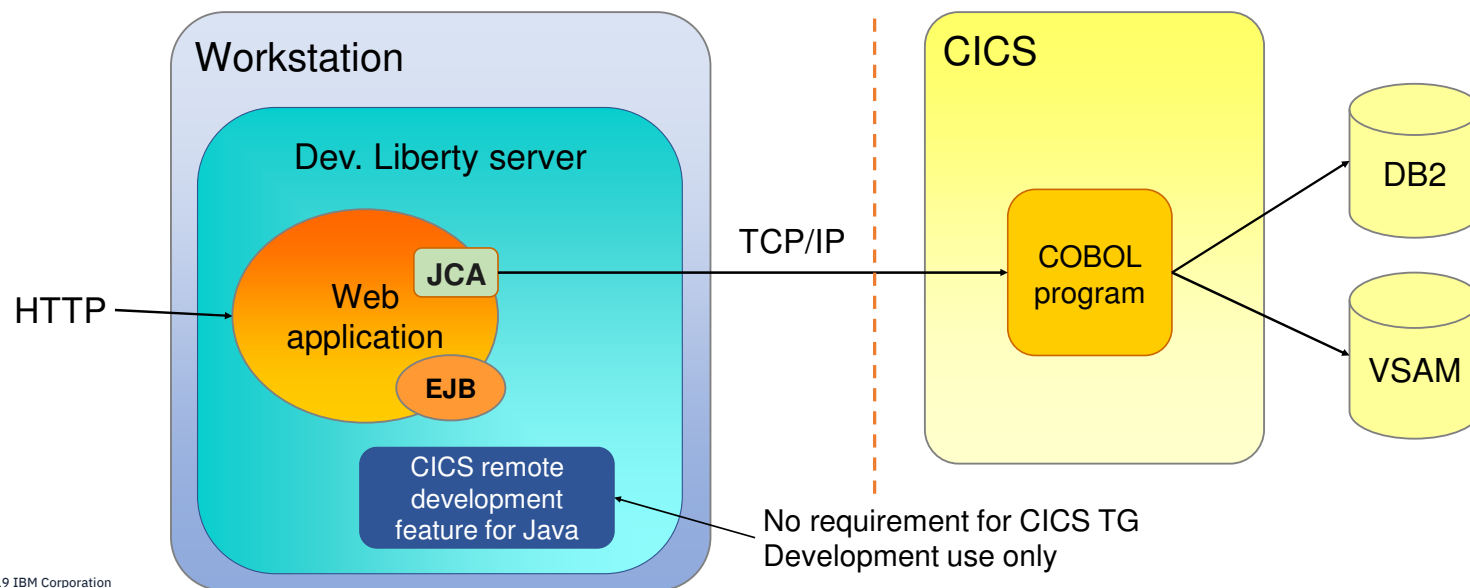 Workstation
CICS
Dev. Liberty server
DB2
TCP/IP
JCA
COBOL
program
Web
application
HTTP
EJB
VSAM
CICS remote
development
feature for Java
No requirement for CICS TG
Development use only
9 IBM Corporation